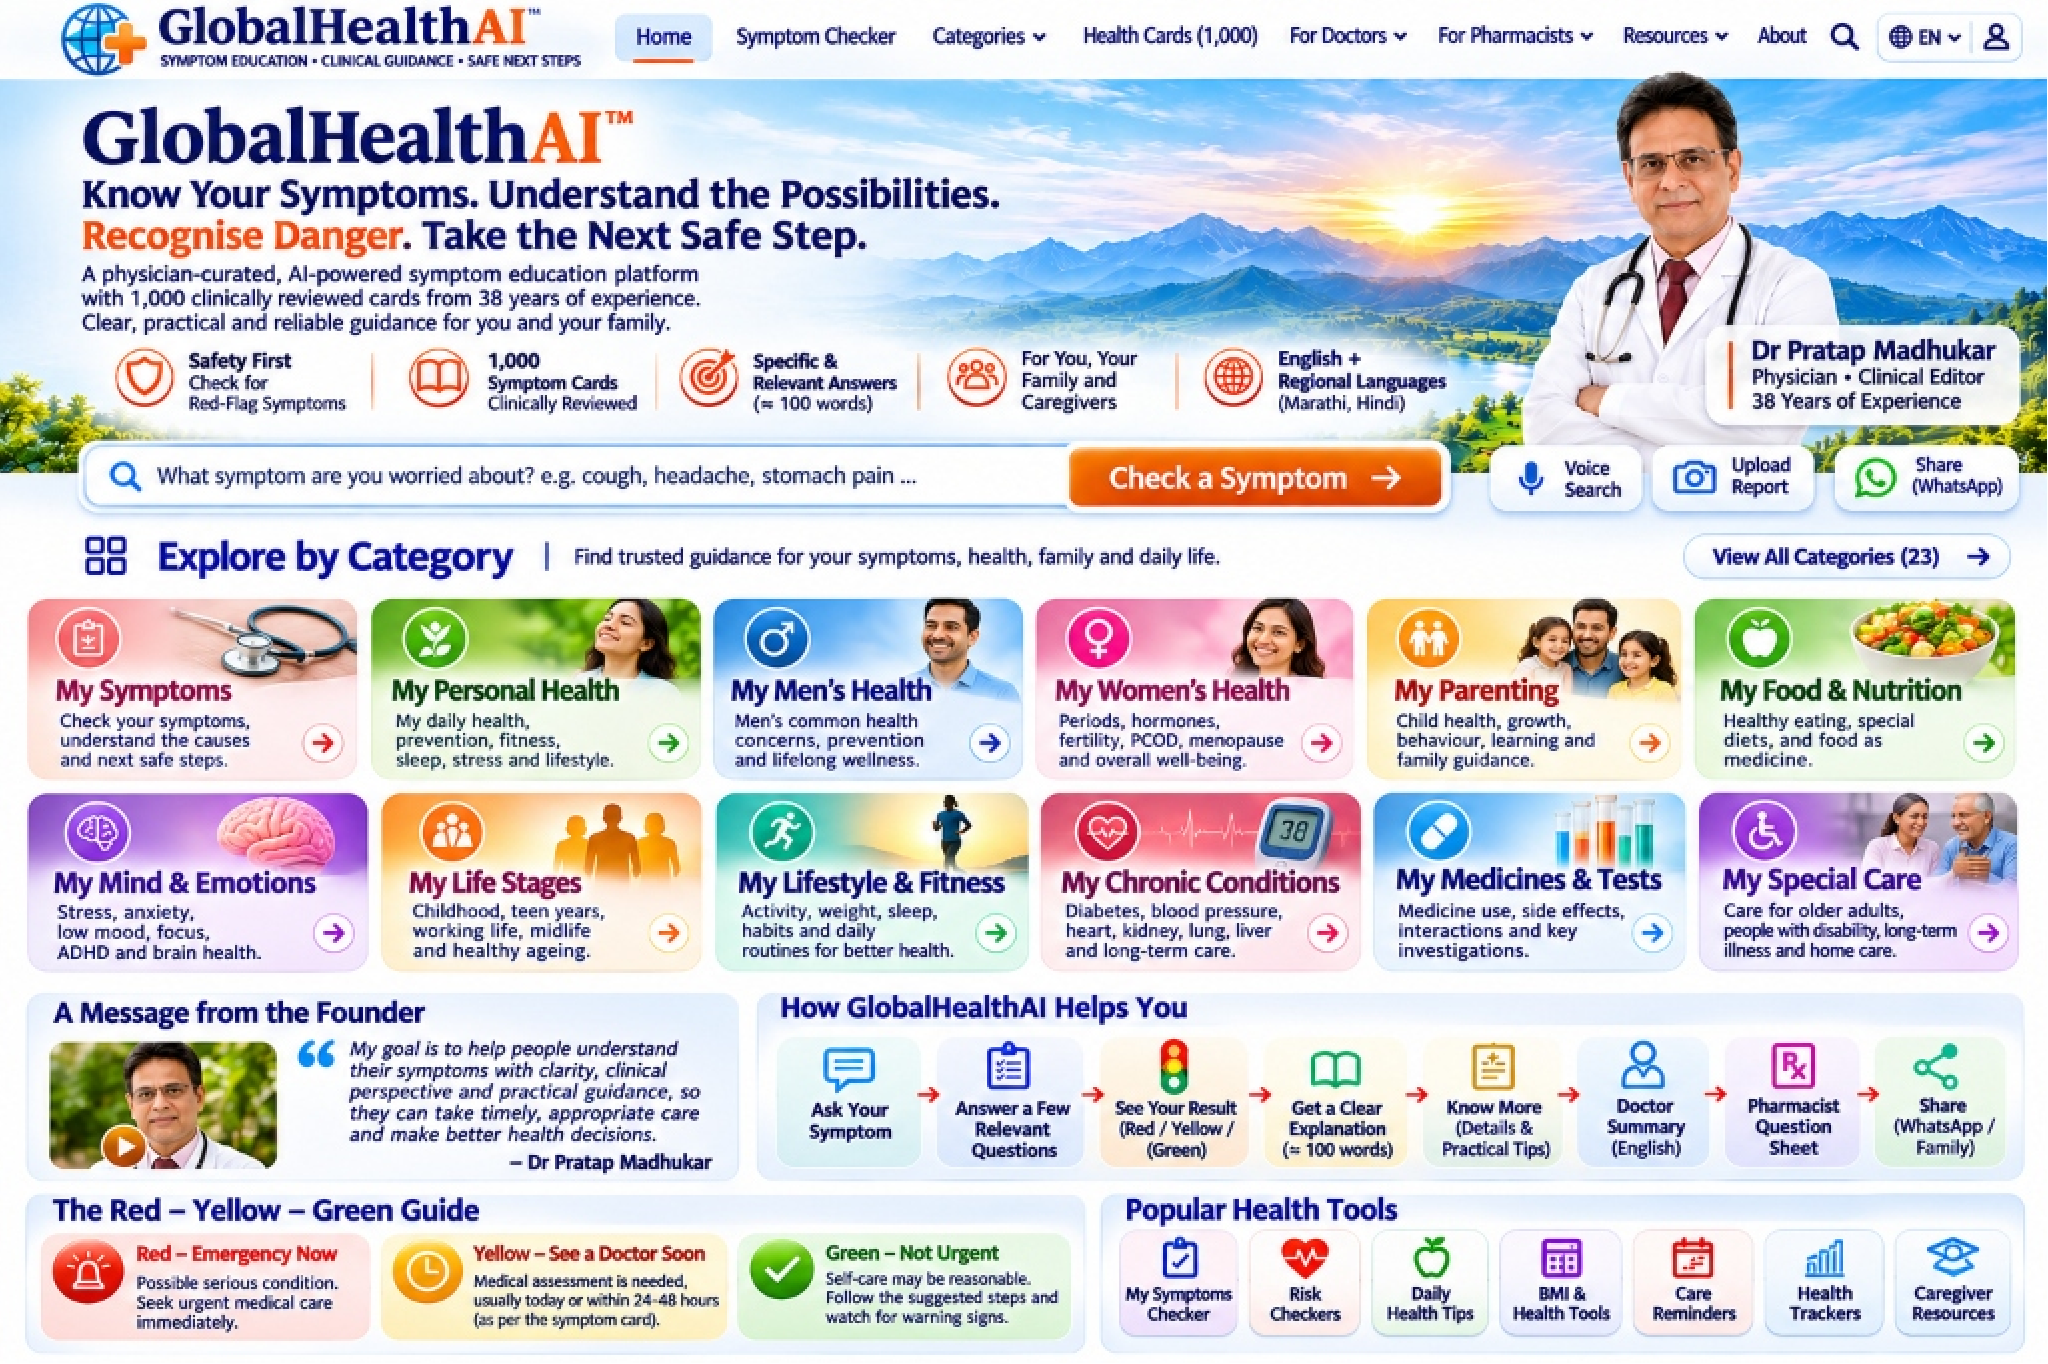 GlobalHealthAI™
SYMPTOM EDUCATION • CLINICAL GUIDANCE • SAFE NEXT STEPS
Home
Symptom Checker
Categories
Health Cards (1,000)
For Doctors
For Pharmacists
Resources
About
EN
GlobalHealthAI™
Know Your Symptoms. Understand the Possibilities.
Recognise Danger. Take the Next Safe Step.
A physician-curated, AI-powered symptom education platform
with 1,000 clinically reviewed cards from 38 years of experience.
Clear, practical and reliable guidance for you and your family.
Safety First
Check for
Red-Flag Symptoms
1,000
Symptom Cards
Clinically Reviewed
Specific &
Relevant Answers
(≈ 100 words)
For You, Your
Family and
Caregivers
English +
Regional Languages
(Marathi, Hindi)
Dr Pratap Madhukar
Physician • Clinical Editor
38 Years of Experience
What symptom are you worried about? e.g. cough, headache, stomach pain ...
Check a Symptom →
Voice
Search
Upload
Report
Share
(WhatsApp)
Explore by Category
Find trusted guidance for your symptoms, health, family and daily life.
View All Categories (23) →
My Symptoms
Check your symptoms,
understand the causes
and next safe steps.
My Personal Health
My daily health,
prevention, fitness,
sleep, stress and lifestyle.
My Men's Health
Men's common health
concerns, prevention
and lifelong wellness.
My Women's Health
Periods, hormones,
fertility, PCOD, menopause
and overall well-being.
My Parenting
Child health, growth,
behaviour, learning and
family guidance.
My Food & Nutrition
Healthy eating, special
diets, and food as
medicine.
My Mind & Emotions
Stress, anxiety,
low mood, focus,
ADHD and brain health.
My Life Stages
Childhood, teen years,
working life, midlife
and healthy ageing.
My Lifestyle & Fitness
Activity, weight, sleep,
habits and daily
routines for better health.
38
My Chronic Conditions
Diabetes, blood pressure,
heart, kidney, lung, liver
and long-term care.
My Medicines & Tests
Medicine use, side effects,
interactions and key
investigations.
My Special Care
Care for older adults,
people with disability, long-term
illness and home care.
A Message from the Founder
“ My goal is to help people understand
their symptoms with clarity, clinical
perspective and practical guidance, so
they can take timely, appropriate care
and make better health decisions.
– Dr Pratap Madhukar
How GlobalHealthAI Helps You
Ask Your
Symptom
Answer a Few
Relevant
Questions
See Your Result
(Red / Yellow /
(Green)
Get a Clear
Explanation
(≈ 100 words)
Know More
(Details &
Practical Tips)
Doctor
Summary
(English)
Rx
Pharmacist
Question
Sheet
Share
(WhatsApp /
Family)
The Red – Yellow – Green Guide
Red – Emergency Now
Possible serious condition.
Seek urgent medical care
immediately.
Yellow – See a Doctor Soon
Medical assessment is needed,
usually today or within 24-48 hours
(as per the symptom card).
Green – Not Urgent
Self-care may be reasonable.
Follow the suggested steps and
watch for warning signs.
Popular Health Tools
My Symptoms
Checker
Risk
Checkers
Daily
Health Tips
BMI &
Health Tools
Care
Reminders
Health
Trackers
Caregiver
Resources